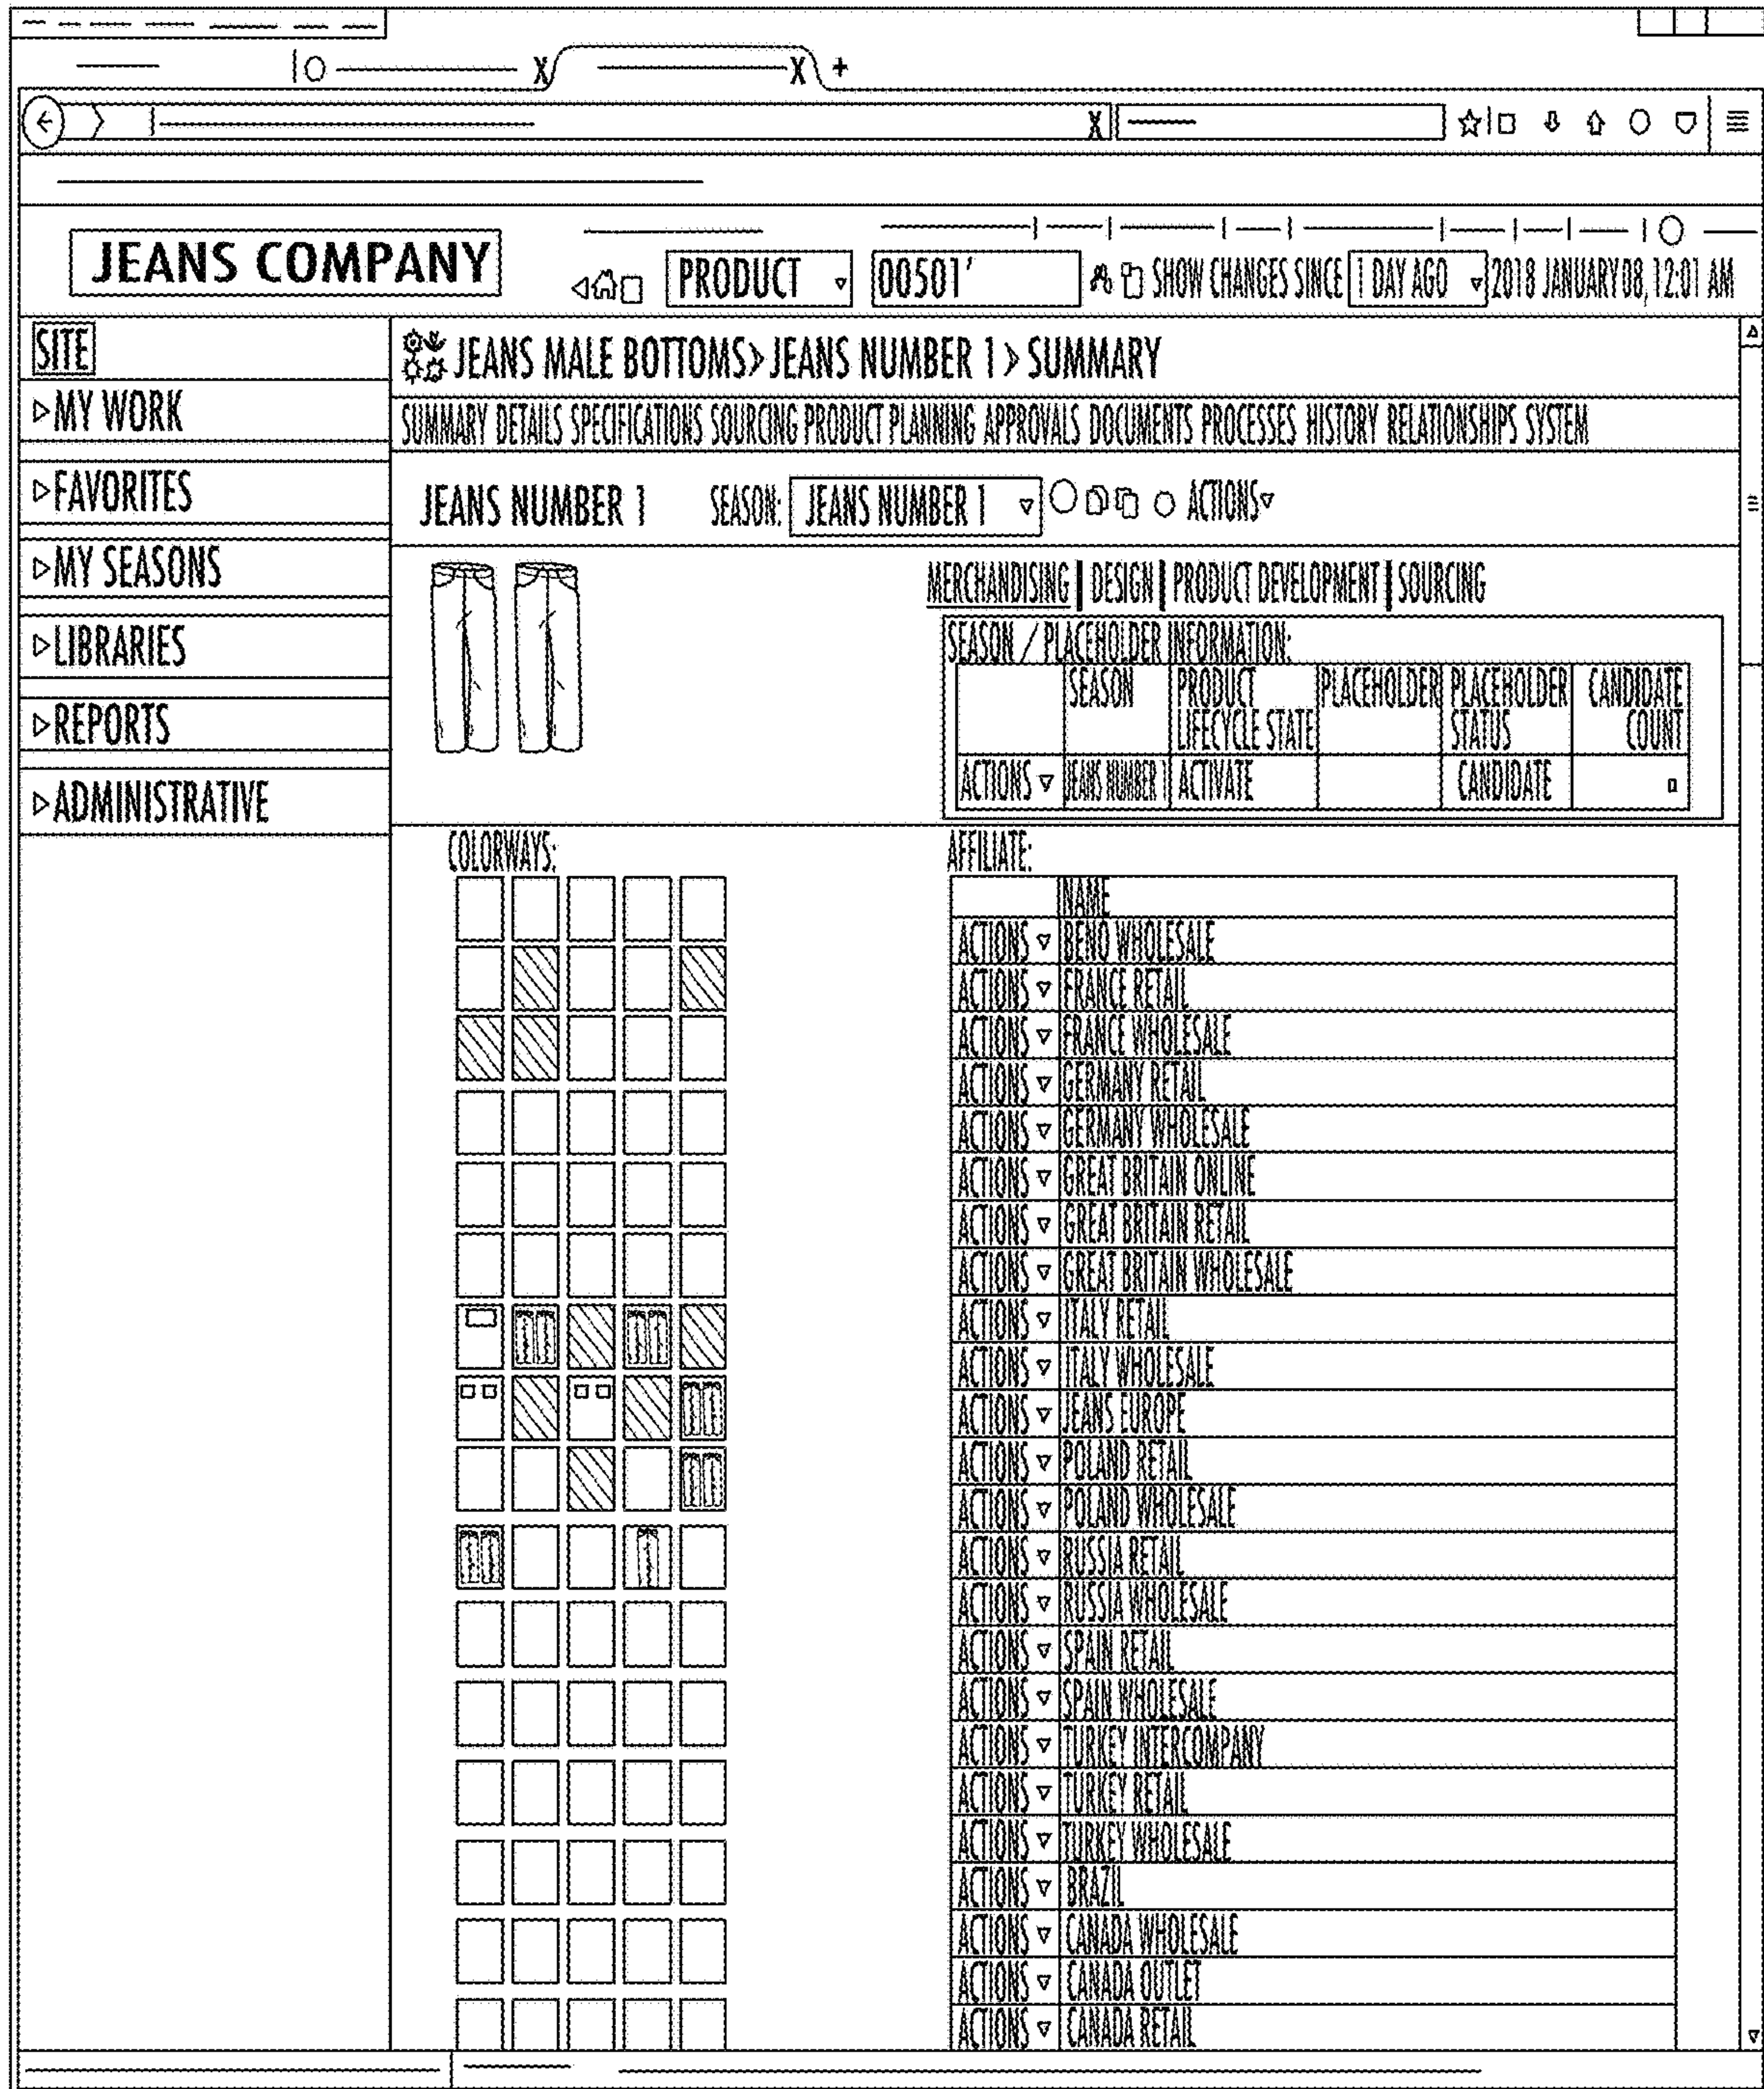 JEANS COMPANY
PRODUCT 00501' SHOW CHANGES SINCE 1 DAY AGO 2018 JANUARY 08, 12:01 AM
SITE
MY WORK
FAVORITES
MY SEASONS
LIBRARIES
REPORTS
ADMINISTRATIVE
JEANS MALE BOTTOMS > JEANS NUMBER 1 > SUMMARY
SUMMARY DETAILS SPECIFICATIONS SOURCING PRODUCT PLANNING APPROVALS DOCUMENTS PROCESSES HISTORY RELATIONSHIPS SYSTEM
JEANS NUMBER 1 SEASON: JEANS NUMBER 1 ACTIONS
MERCHANDISING | DESIGN | PRODUCT DEVELOPMENT | SOURCING
SEASON / PLACEHOLDER INFORMATION:
SEASON PRODUCT PLACEHOLDER PLACEHOLDER CANDIDATE
LIFECYCLE STATE STATUS COUNT
ACTIONS JEANS NUMBER 1 ACTIVATE CANDIDATE
COLORWAYS:
AFFILIATE:
NAME
ACTIONS BENO WHOLESALE
ACTIONS FRANCE RETAIL
ACTIONS FRANCE WHOLESALE
ACTIONS GERMANY RETAIL
ACTIONS GERMANY WHOLESALE
ACTIONS GREAT BRITAIN ONLINE
ACTIONS GREAT BRITAIN RETAIL
ACTIONS GREAT BRITAIN WHOLESALE
ACTIONS ITALY RETAIL
ACTIONS ITALY WHOLESALE
ACTIONS JEANS EUROPE
ACTIONS POLAND RETAIL
ACTIONS POLAND WHOLESALE
ACTIONS RUSSIA RETAIL
ACTIONS RUSSIA WHOLESALE
ACTIONS SPAIN RETAIL
ACTIONS SPAIN WHOLESALE
ACTIONS TURKEY INTERCOMPANY
ACTIONS TURKEY RETAIL
ACTIONS TURKEY WHOLESALE
ACTIONS BRAZIL
ACTIONS CANADA WHOLESALE
ACTIONS CANADA OUTLET
ACTIONS CANADA RETAIL